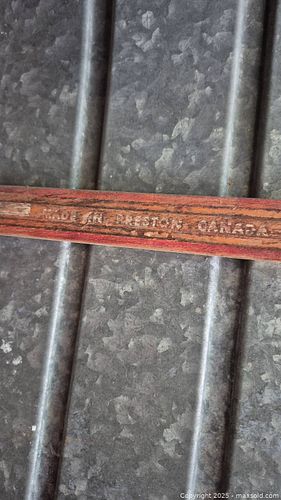 MADE IN PRESTON, CANADA
Copyright © 2025 - maxsold.com